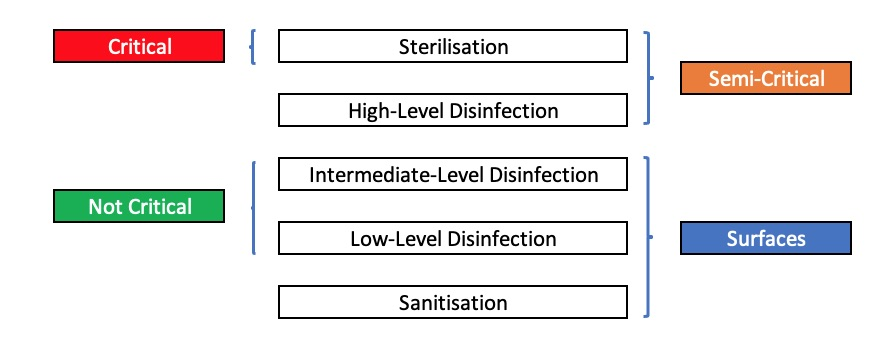 Critical
Sterilisation
Semi-Critical
High-Level Disinfection
Intermediate-Level Disinfection
Not Critical
Low-Level Disinfection
Surfaces
Sanitisation